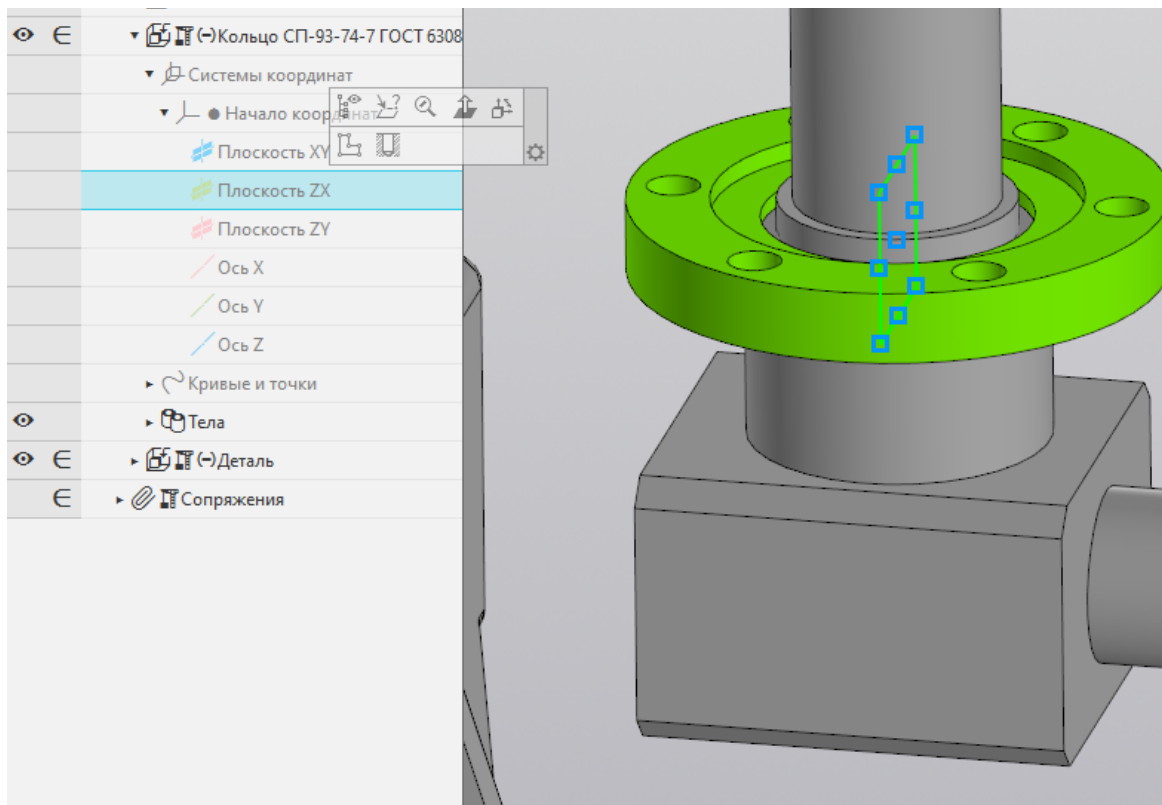 (-)Кольцо СП-93-74-7 ГОСТ 6308
Системы координат
Начало координат
Плоскость XY
Плоскость ZX
Плоскость ZY
Ось X
Ось Y
Ось Z
Кривые и точки
Тела
(-)Деталь
Сопряжения